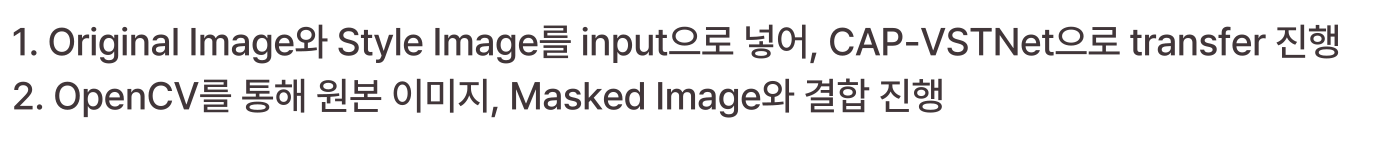 1. Original Image와 Style Image를 input으로 넣어, CAP-VSTNet으로 transfer 진행
2. OpenCV를 통해 원본 이미지, Masked Image와 결합 진행